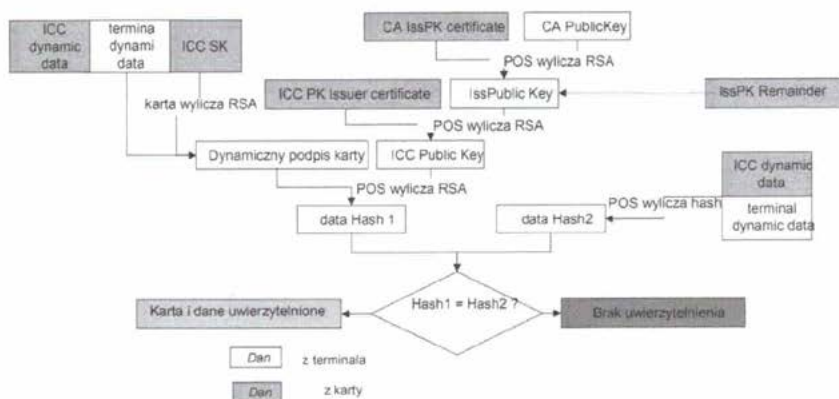 ICC
dynamic
data
termina
dynami
data
ICC SK
CA IssPK certificate
CA PublicKey
POS wylicza RSA
ICC PK Issuer certificate
IssPublic Key
IssPK Remainder
karta wylicza RSA
POS wylicza RSA
Dynamiczny podpis karty
ICC Public Key
POS wylicza RSA
ICC dynamic
data
POS wylicza hash
terminal
dynamic data
data Hash 1
data Hash2
Hash1 = Hash2 ?
Karta i dane uwierzytelnione
Brak uwierzytelnienia
Dan
z terminala
Dan
z karty